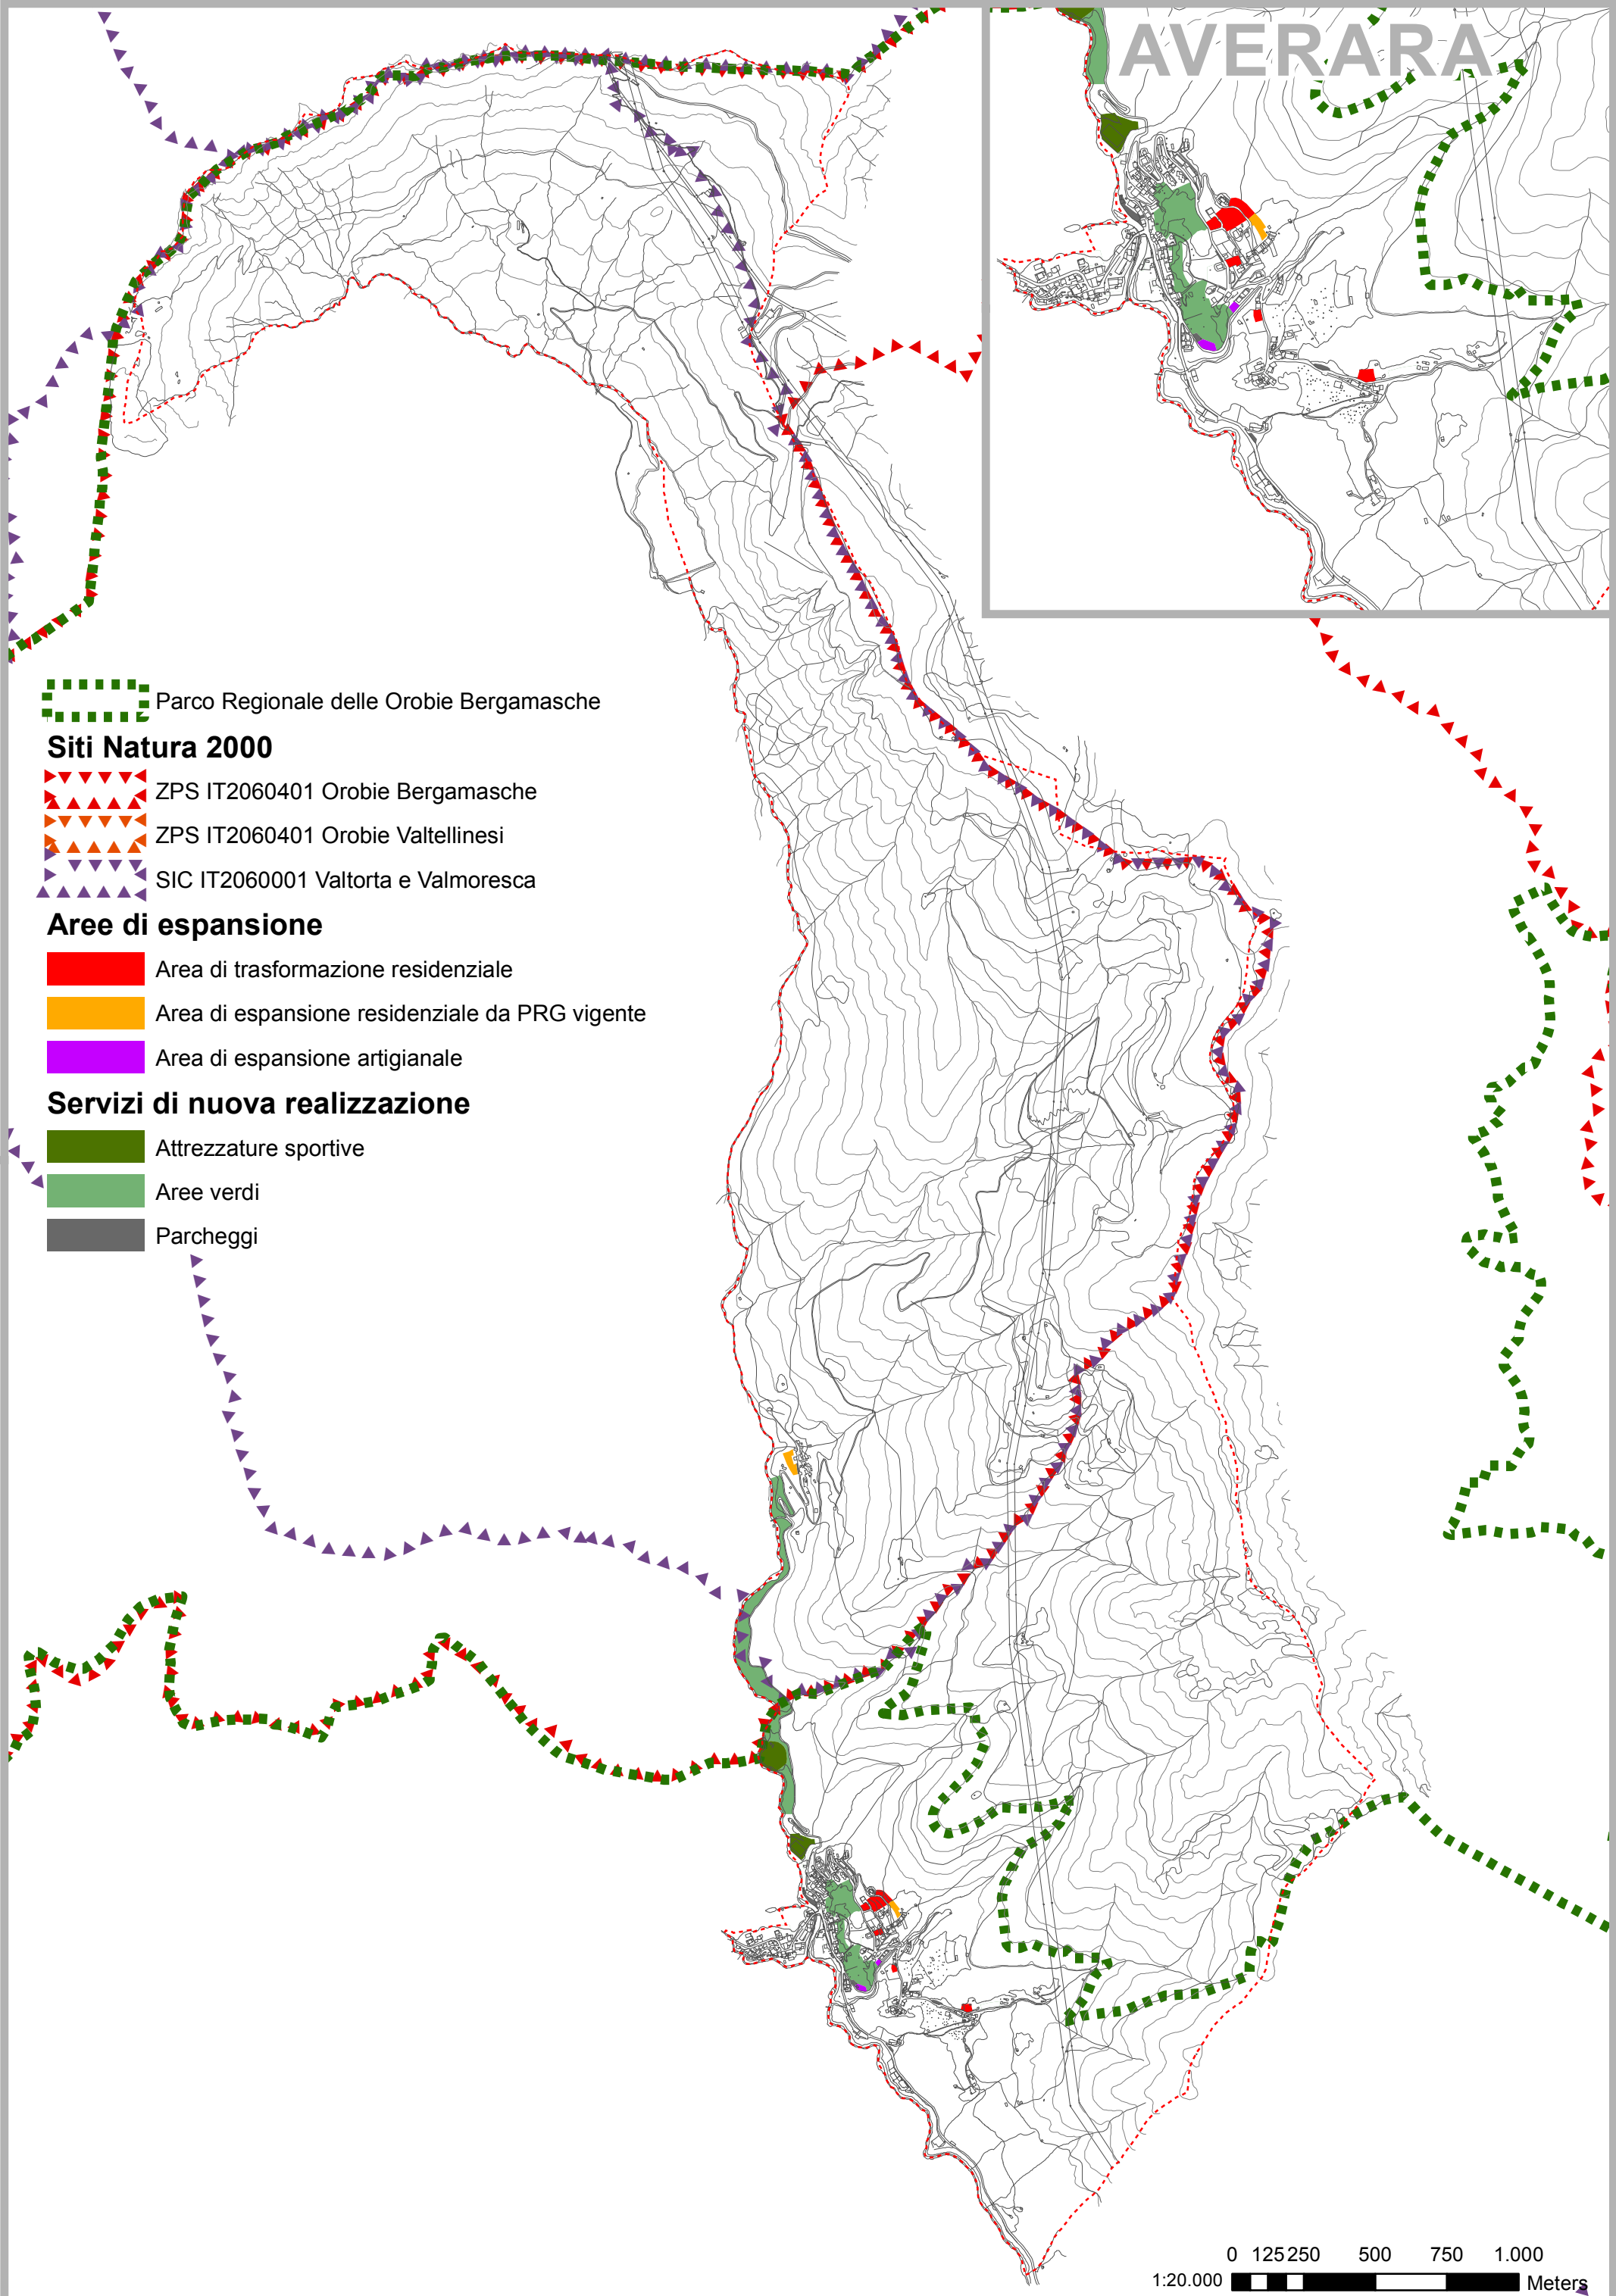 AVERARA
Parco Regionale delle Orobie Bergamasche
Siti Natura 2000
ZPS IT2060401 Orobie Bergamasche
ZPS IT2060401 Orobie Valtellinesi
SIC IT2060001 Valtorta e Valmoresca
Aree di espansione
Area di trasformazione residenziale
Area di espansione residenziale da PRG vigente
Area di espansione artigianale
Servizi di nuova realizzazione
Attrezzature sportive
Aree verdi
Parcheggi
0 125 250 500 750 1.000
1:20.000 Meters